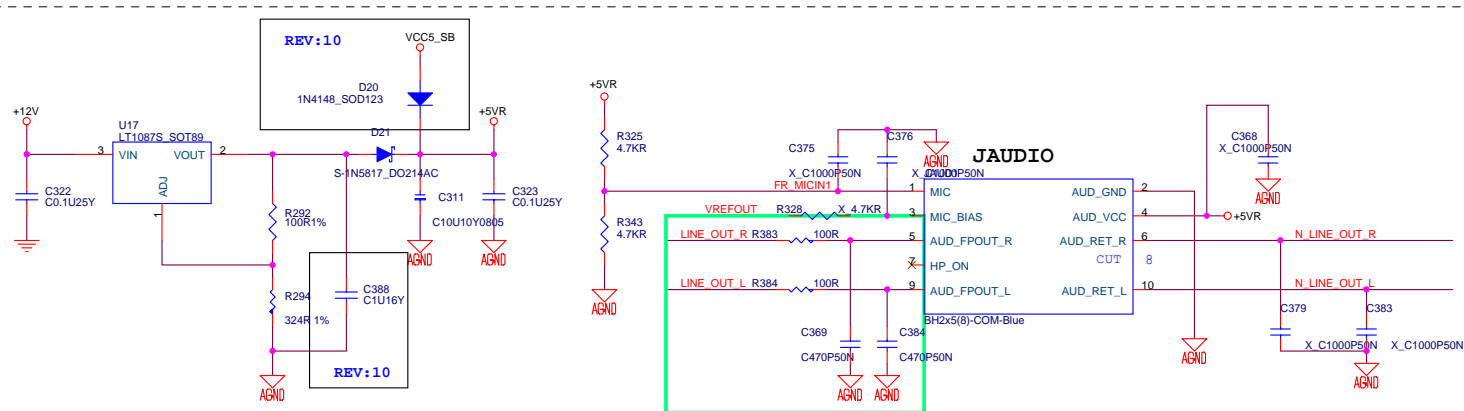 REV:10
VCC5_SB
D20
1N4148_SOD123
+12V
U17
LT1087S_SOT89
3
VIN
VOUT
2
ADJ
1
D21
S-1N5817_DO214AC
+5VR
C322
C0.1U25Y
R292
100R1%
C311
C10U10Y0805
C323
C0.1U25Y
AGND
AGND
R294
324R 1%
C388
C1U16Y
REV:10
AGND
+5VR
R325
4.7KR
R343
4.7KR
AGND
C375
X_C1000P50N
C376
AGND
FR_MICIN1
VREFOUT
R328
X_4.7KR
LINE_OUT_R
R383
100R
LINE_OUT_L
R384
100R
C369
C470P50N
C384
C470P50N
AGND
AGND
JAUDIO
1
MIC
AUD_GND
2
3
MIC_BIAS
AUD_VCC
4
5
AUD_FPOUT_R
AUD_RET_R
6
7
HP_ON
CUT
8
9
AUD_FPOUT_L
AUD_RET_L
10
BH2x5(8)-COM-Blue
C368
X_C1000P50N
AGND
+5VR
N_LINE_OUT_R
N_LINE_OUT_L
C379
X_C1000P50N
C383
X_C1000P50N
AGND
AGND